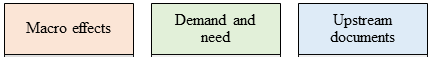 Macro effects
Demand and
need
Upstream
documents